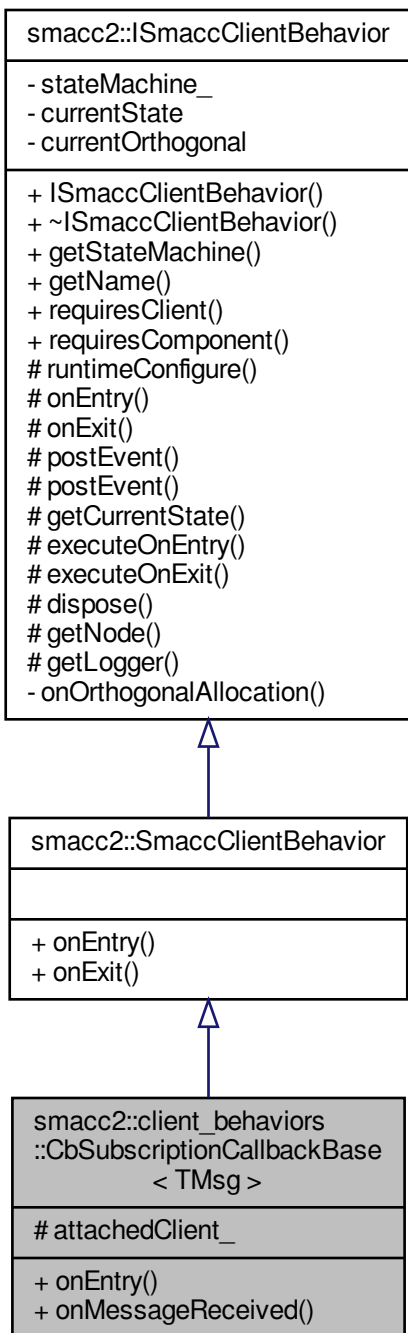 smacc2::ISmaccClientBehavior
- stateMachine_
- currentState
- currentOrthogonal
+ ISmaccClientBehavior()
+ ~ISmaccClientBehavior()
+ getStateMachine()
+ getName()
+ requiresClient()
+ requiresComponent()
# runtimeConfigure()
# onEntry()
# onExit()
# postEvent()
# postEvent()
# getCurrentState()
# executeOnEntry()
# executeOnExit()
# dispose()
# getNode()
# getLogger()
- onOrthogonalAllocation()
smacc2::SmaccClientBehavior
+ onEntry()
+ onExit()
smacc2::client_behaviors
::CbSubscriptionCallbackBase
< TMsg >
# attachedClient_
+ onEntry()
+ onMessageReceived()